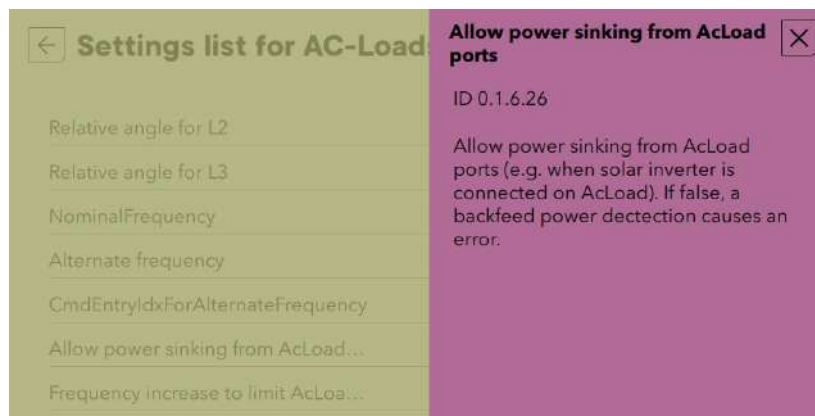 Settings list for AC-Load
Relative angle for L2
Relative angle for L3
NominalFrequency
Alternate frequency
CmdEntryIdxForAlternateFrequency
Allow power sinking from AcLoad...
Frequency increase to limit AcLoa...
Allow power sinking from AcLoad
ports
ID 0.1.6.26
Allow power sinking from AcLoad
ports (e.g. when solar inverter is
connected on AcLoad). If false, a
backfeed power dectection causes an
error.